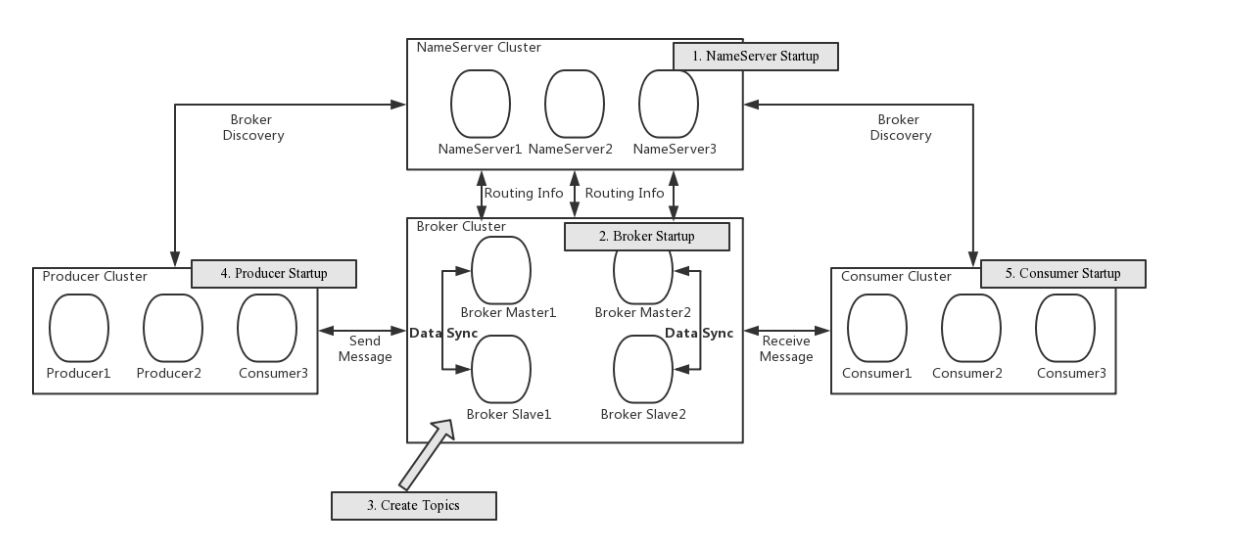 NameServer Cluster
1. NameServer Startup
NameServer1
NameServer2
NameServer3
Broker
Discovery
Broker
Discovery
Routing Info
Routing Info
Broker Cluster
2. Broker Startup
Broker Master1
Broker Master2
Data Sync
Data Sync
Broker Slave1
Broker Slave2
Producer Cluster
4. Producer Startup
Producer1
Producer2
Consumer3
Send
Message
Receive
Message
Consumer Cluster
5. Consumer Startup
Consumer1
Consumer2
Consumer3
3. Create Topics